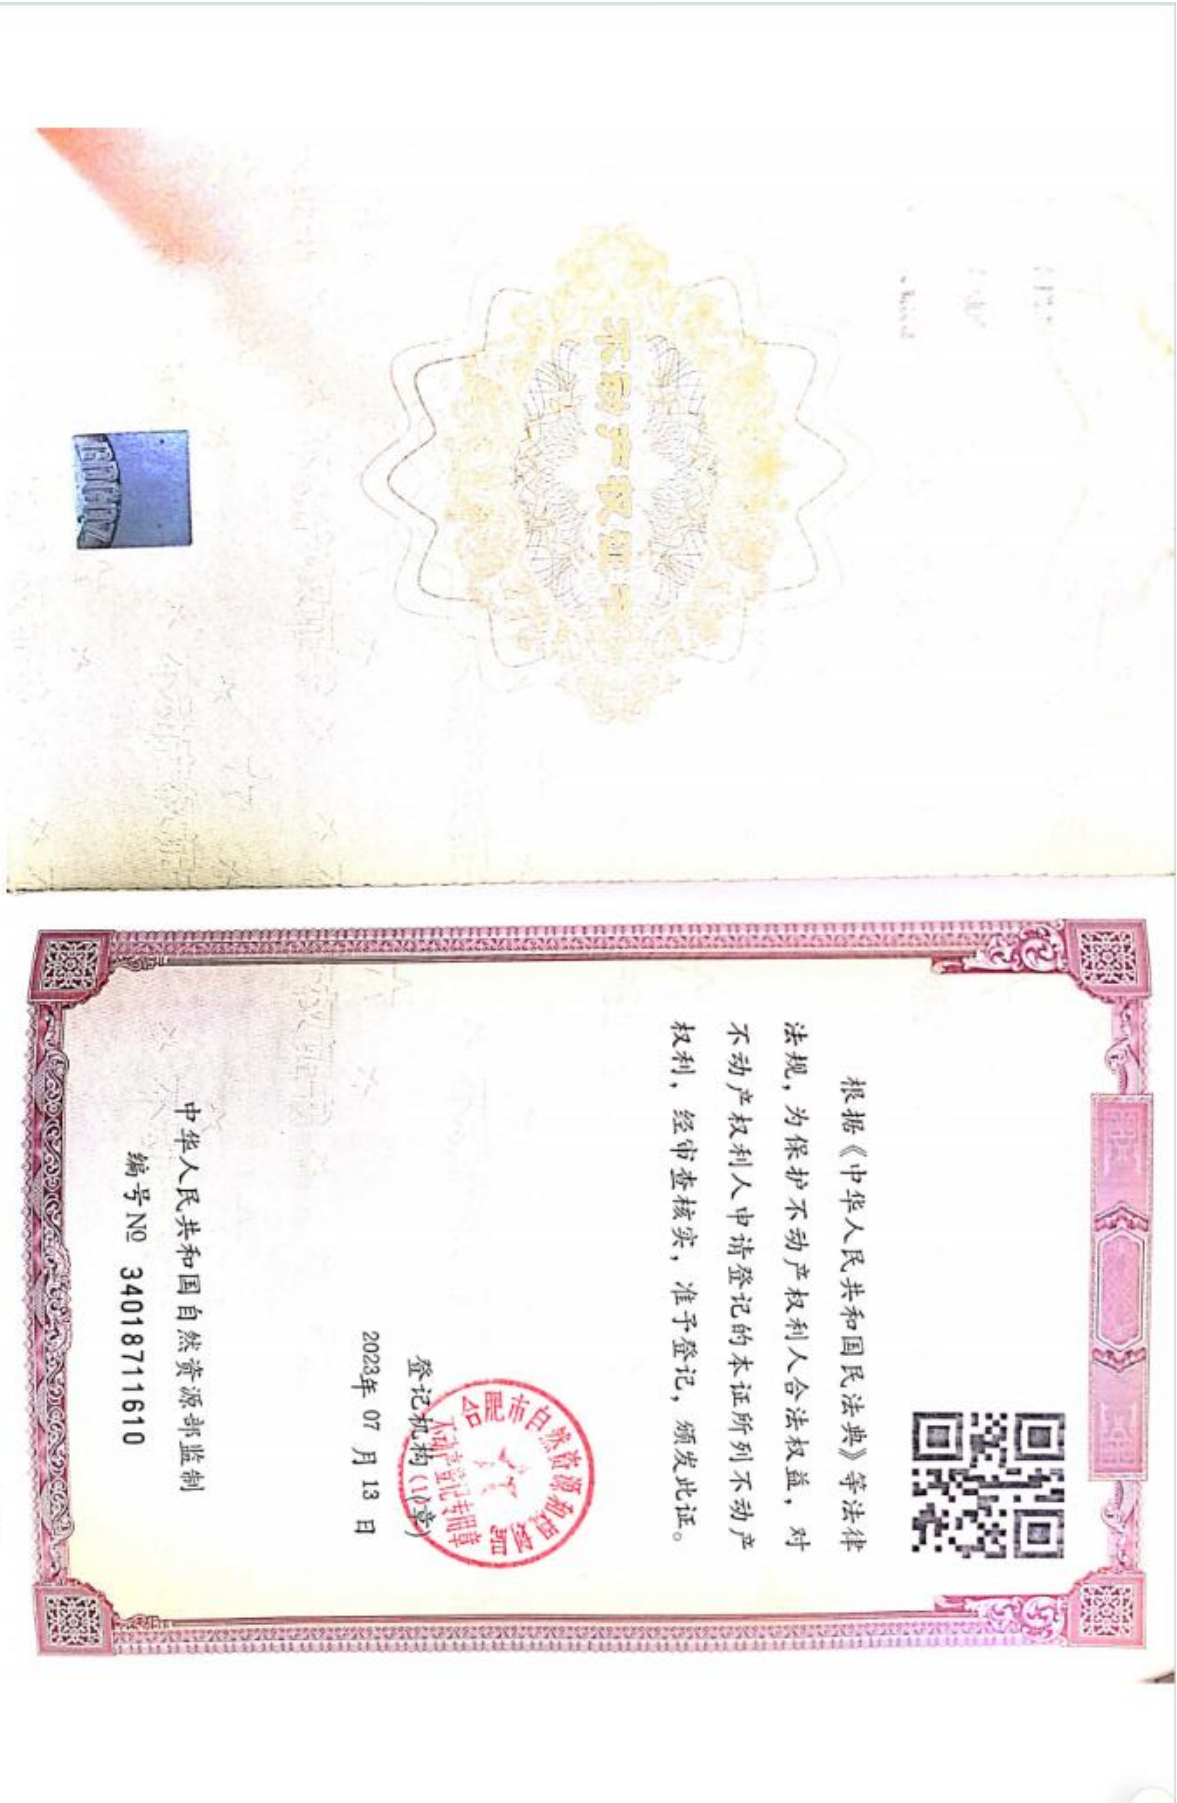 不动产权证书
根据《中华人民共和国民法典》等法律
法规，为保护不动产权利人合法权益，对
不动产权利人申请登记的本证所列不动产
权利，经审查核实，准予登记，颁发此证。
登记机构（章）
2023年 07 月 13 日
合肥市自然资源和规划局
不动产登记专用章
(1)
中华人民共和国自然资源部监制
编号№ 34018711610